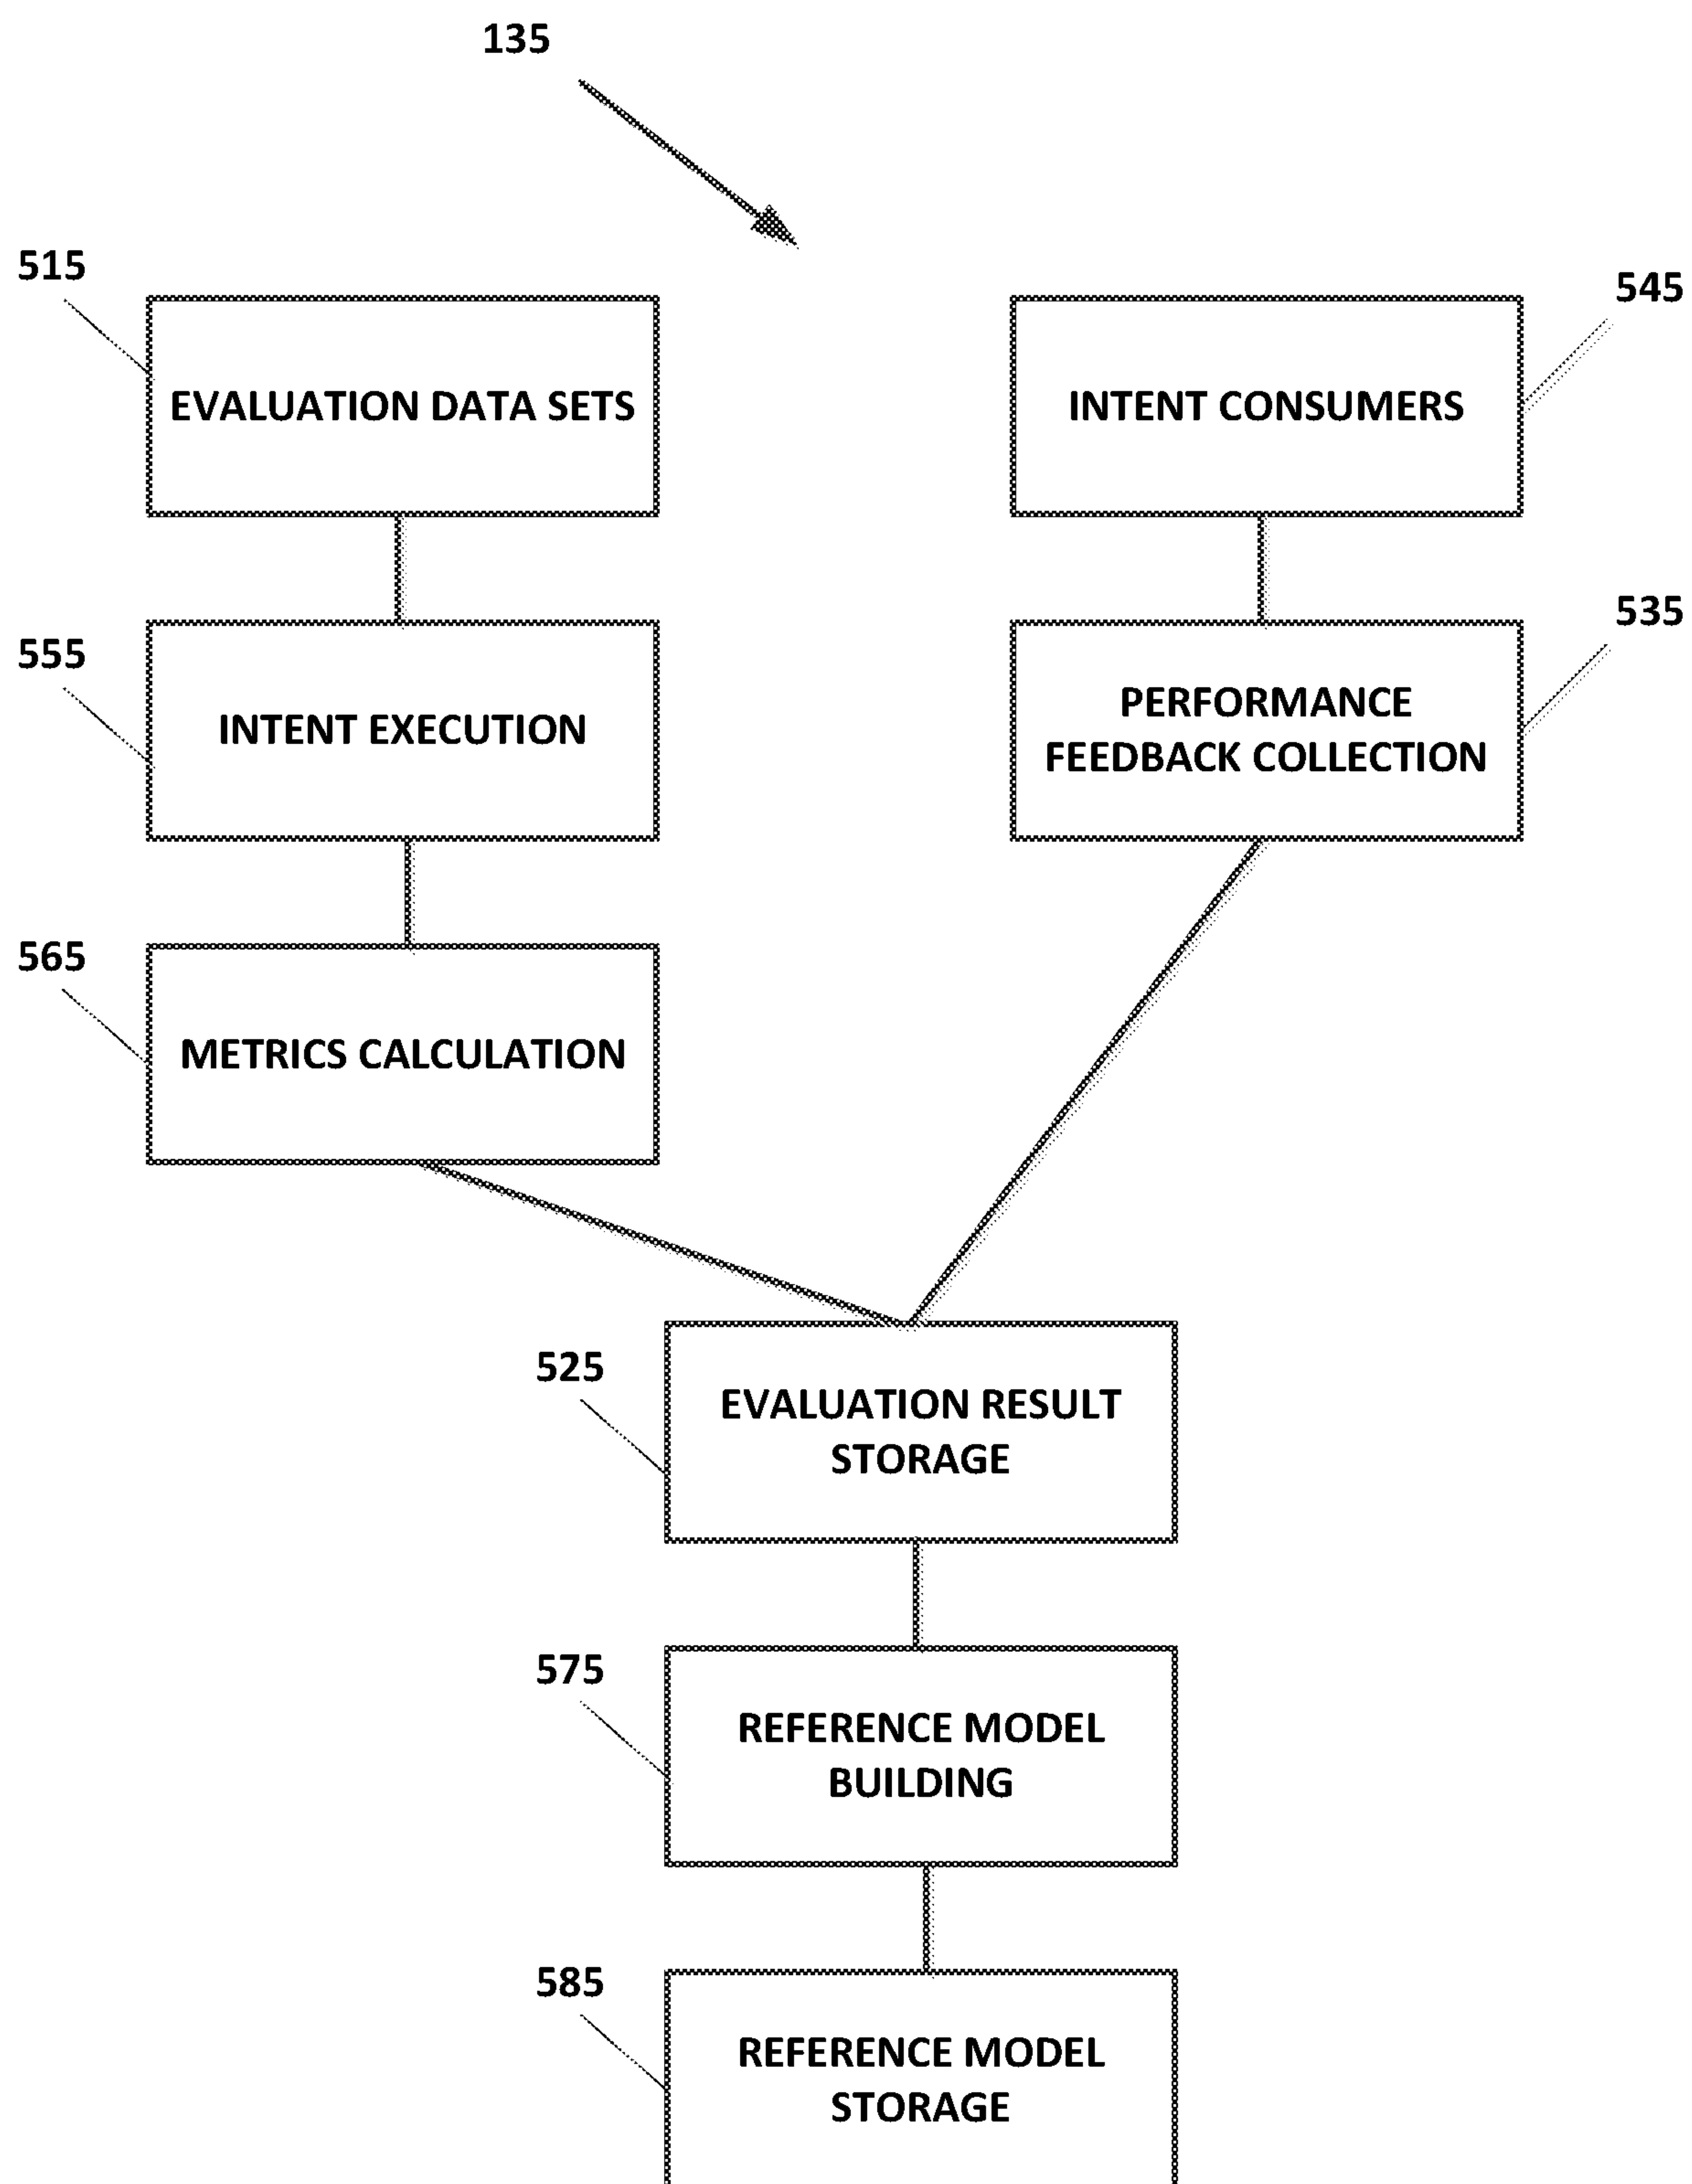 135
515
EVALUATION DATA SETS
545
INTENT CONSUMERS
555
INTENT EXECUTION
535
PERFORMANCE
FEEDBACK COLLECTION
565
METRICS CALCULATION
525
EVALUATION RESULT
STORAGE
575
REFERENCE MODEL
BUILDING
585
REFERENCE MODEL
STORAGE